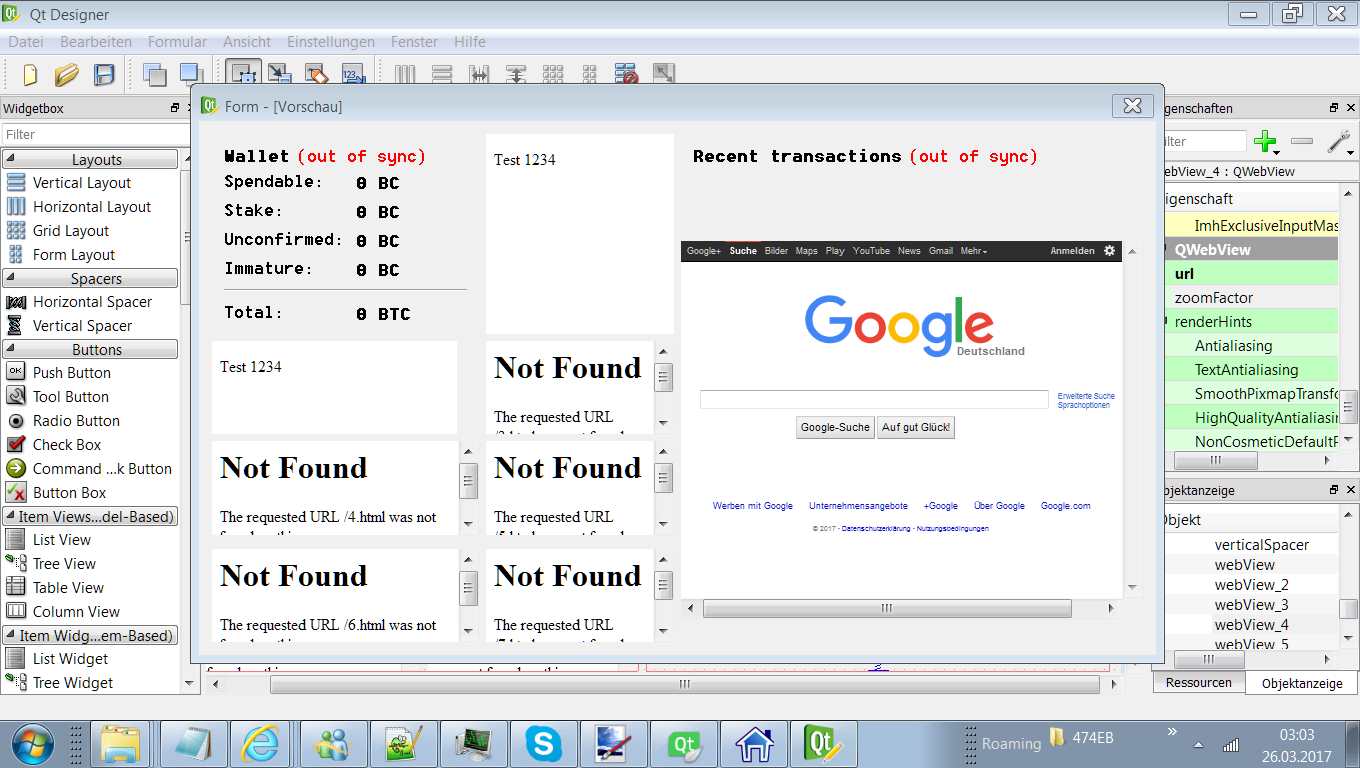 Qt Designer
Datei Bearbeiten Formular Ansicht Einstellungen Fenster Hilfe
Widgetbox
Filter
Layouts
Vertical Layout
Horizontal Layout
Grid Layout
Form Layout
Spacers
Horizontal Spacer
Vertical Spacer
Buttons
OK Push Button
Tool Button
Radio Button
Check Box
Command ...k Button
Button Box
Item Views...del-Based)
List View
Tree View
Table View
Column View
Item Widg...em-Based)
List Widget
Tree Widget
Form - [Vorschau]
Wallet (out of sync)
Spendable: 0 BC
Stake: 0 BC
Unconfirmed: 0 BC
Immature: 0 BC
Total: 0 BTC
Test 1234
Test 1234
Not Found
The requested URL
Not Found
The requested URL /4.html was not
Not Found
The requested URL
Not Found
The requested URL /6.html was not
Not Found
The requested URL
Recent transactions (out of sync)
Google+ Suche Bilder Maps Play YouTube News Gmail Mehr Anmelden
Google
Deutschland
Erweiterte Suche
Sprachoptionen
Google-Suche Auf gut Glück!
Werben mit Google Unternehmensangebote +Google Über Google Google.com
© 2017 - Datenschutzerklärung - Nutzungsbedingungen
genschaften
ilter
ebView_4 : QWebView
igenschaft
ImhExclusiveInputMas
QWebView
url
zoomFactor
renderHints
Antialiasing
TextAntialiasing
SmoothPixmapTransfo
HighQualityAntialiasin
NonCosmeticDefaultP
bjektanzeige
Objekt
verticalSpacer
webView
webView_2
webView_3
webView_4
webView_5
Ressourcen Objektanzeige
Roaming 474EB
»
03:03
26.03.2017